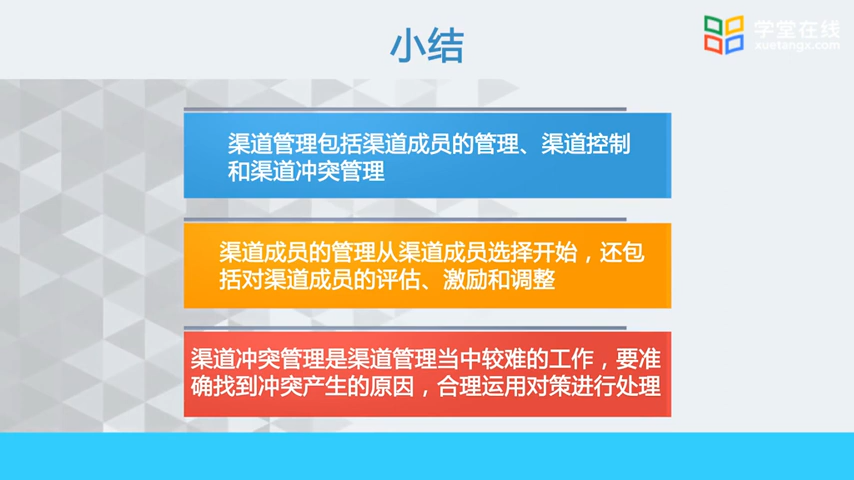 小结
学堂在线
xuetangx.com
渠道管理包括渠道成员的管理、渠道控制
和渠道冲突管理
渠道成员的管理从渠道成员选择开始，还包
括对渠道成员的评估、激励和调整
渠道冲突管理是渠道管理当中较难的工作，要准
确找到冲突产生的原因，合理运用对策进行处理